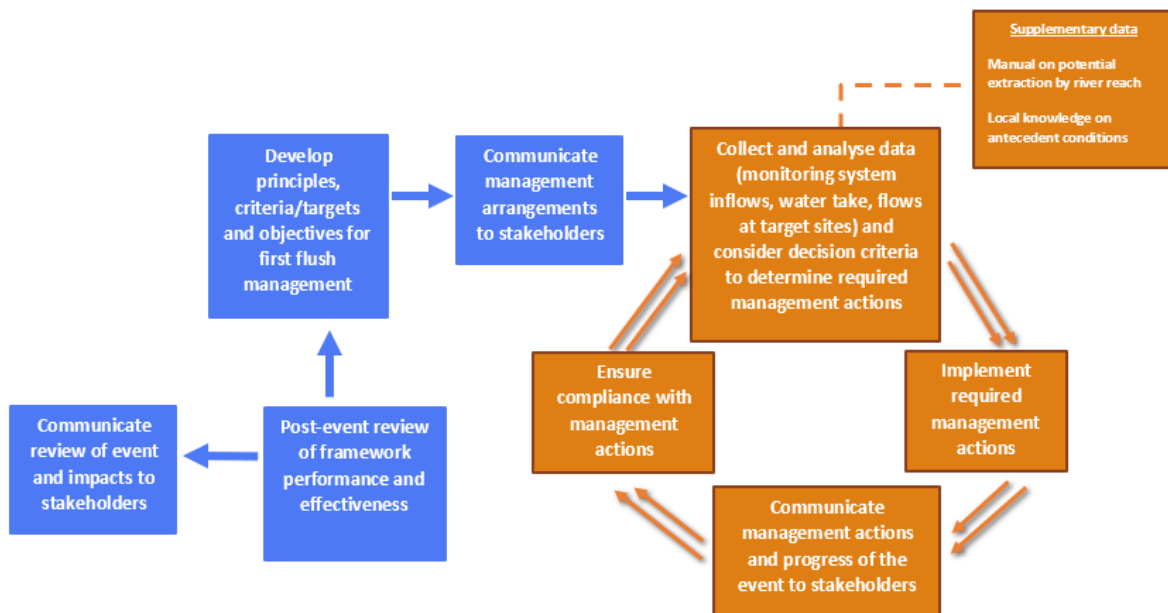 Supplementary data
Manual on potential
extraction by river reach
Local knowledge on
antecedent conditions
Develop
principles,
criteria/targets
and objectives for
first flush
management
Communicate
management
arrangements
to stakeholders
Collect and analyse data
(monitoring system
inflows, water take, flows
at target sites) and
consider decision criteria
to determine required
management actions
Ensure
compliance with
management
actions
Implement
required
management
actions
Communicate
review of event
and impacts to
stakeholders
Post-event review
of framework
performance and
effectiveness
Communicate
management actions
and progress of the
event to stakeholders